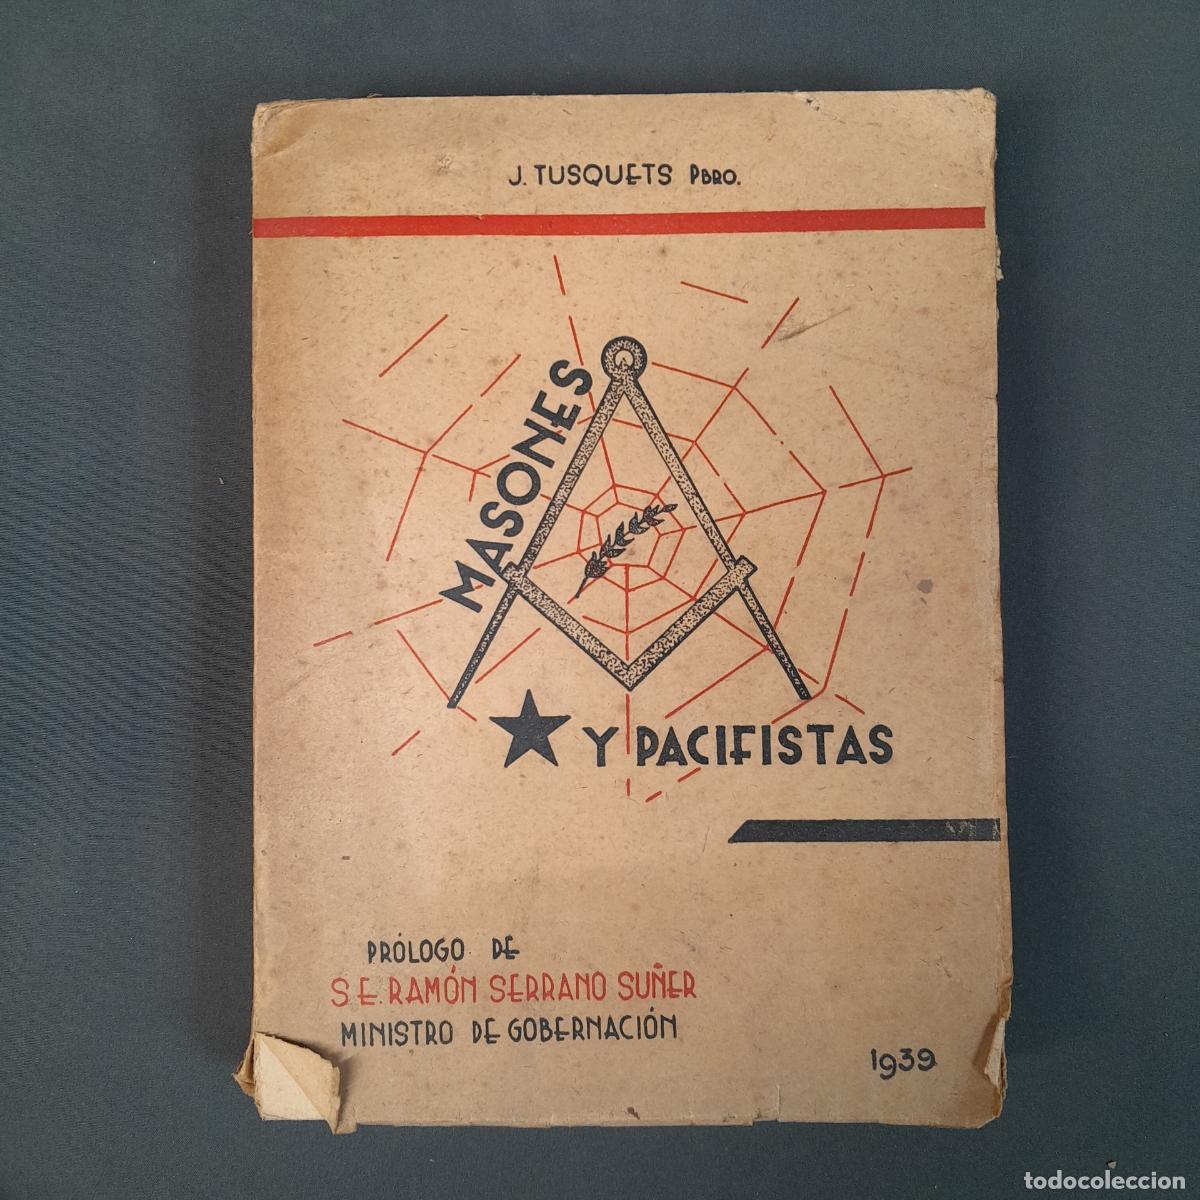 J. TUSQUETS PBRO.
MASONES
Y PACIFISTAS
PRÓLOGO DE
S.E. RAMÓN SERRANO SUÑER
MINISTRO DE GOBERNACIÓN
1939
todocoleccion